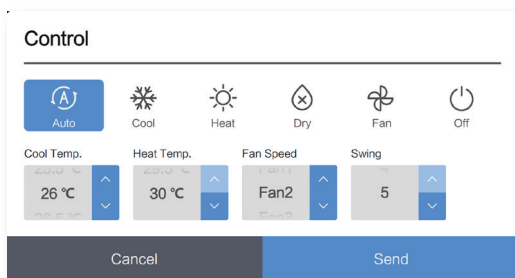 Control
A
Auto
Cool
Heat
Dry
Fan
Off
Cool Temp.
Heat Temp.
Fan Speed
Swing
26 ℃
30 ℃
Fan2
5
Cancel
Send